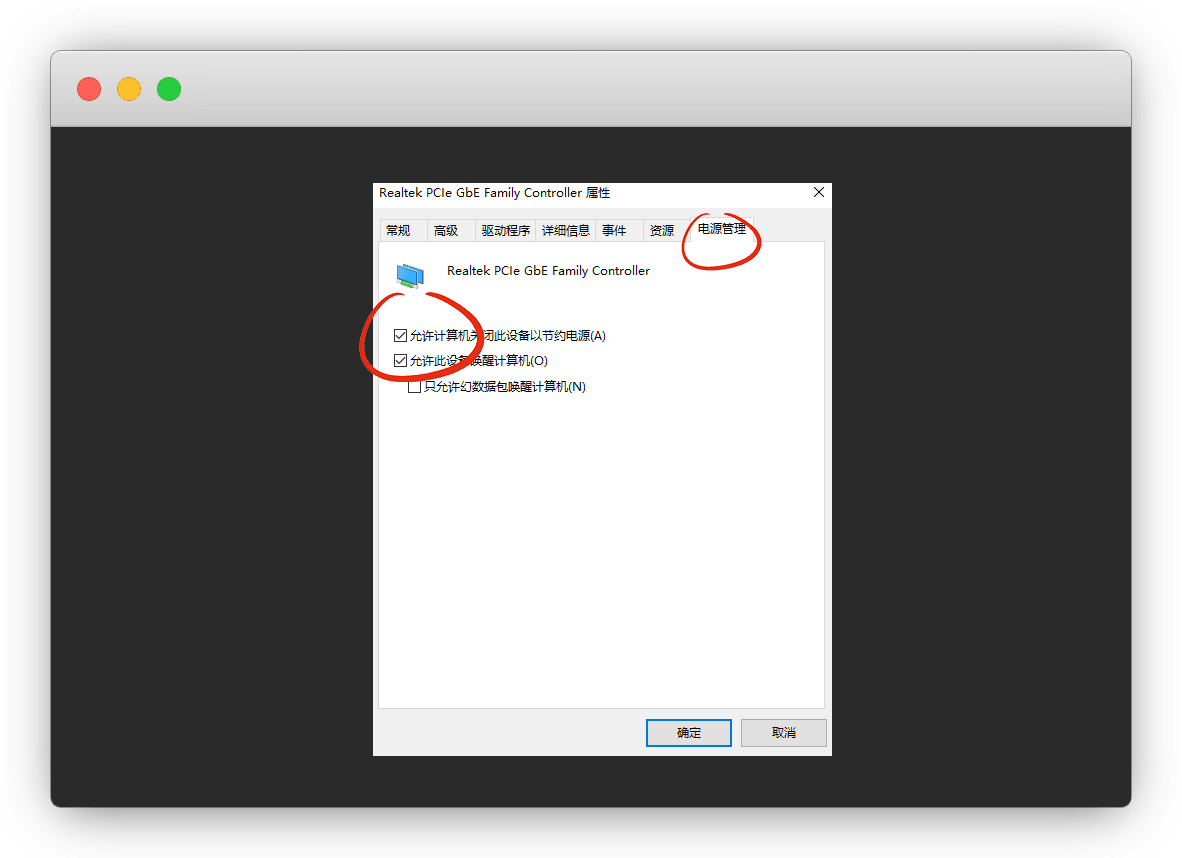 Realtek PCIe GbE Family Controller 属性
常规 高级 驱动程序 详细信息 事件 资源 电源管理
Realtek PCIe GbE Family Controller
允许计算机关闭此设备以节约电源(A)
允许此设备唤醒计算机(O)
只允许幻数据包唤醒计算机(N)
确定 取消